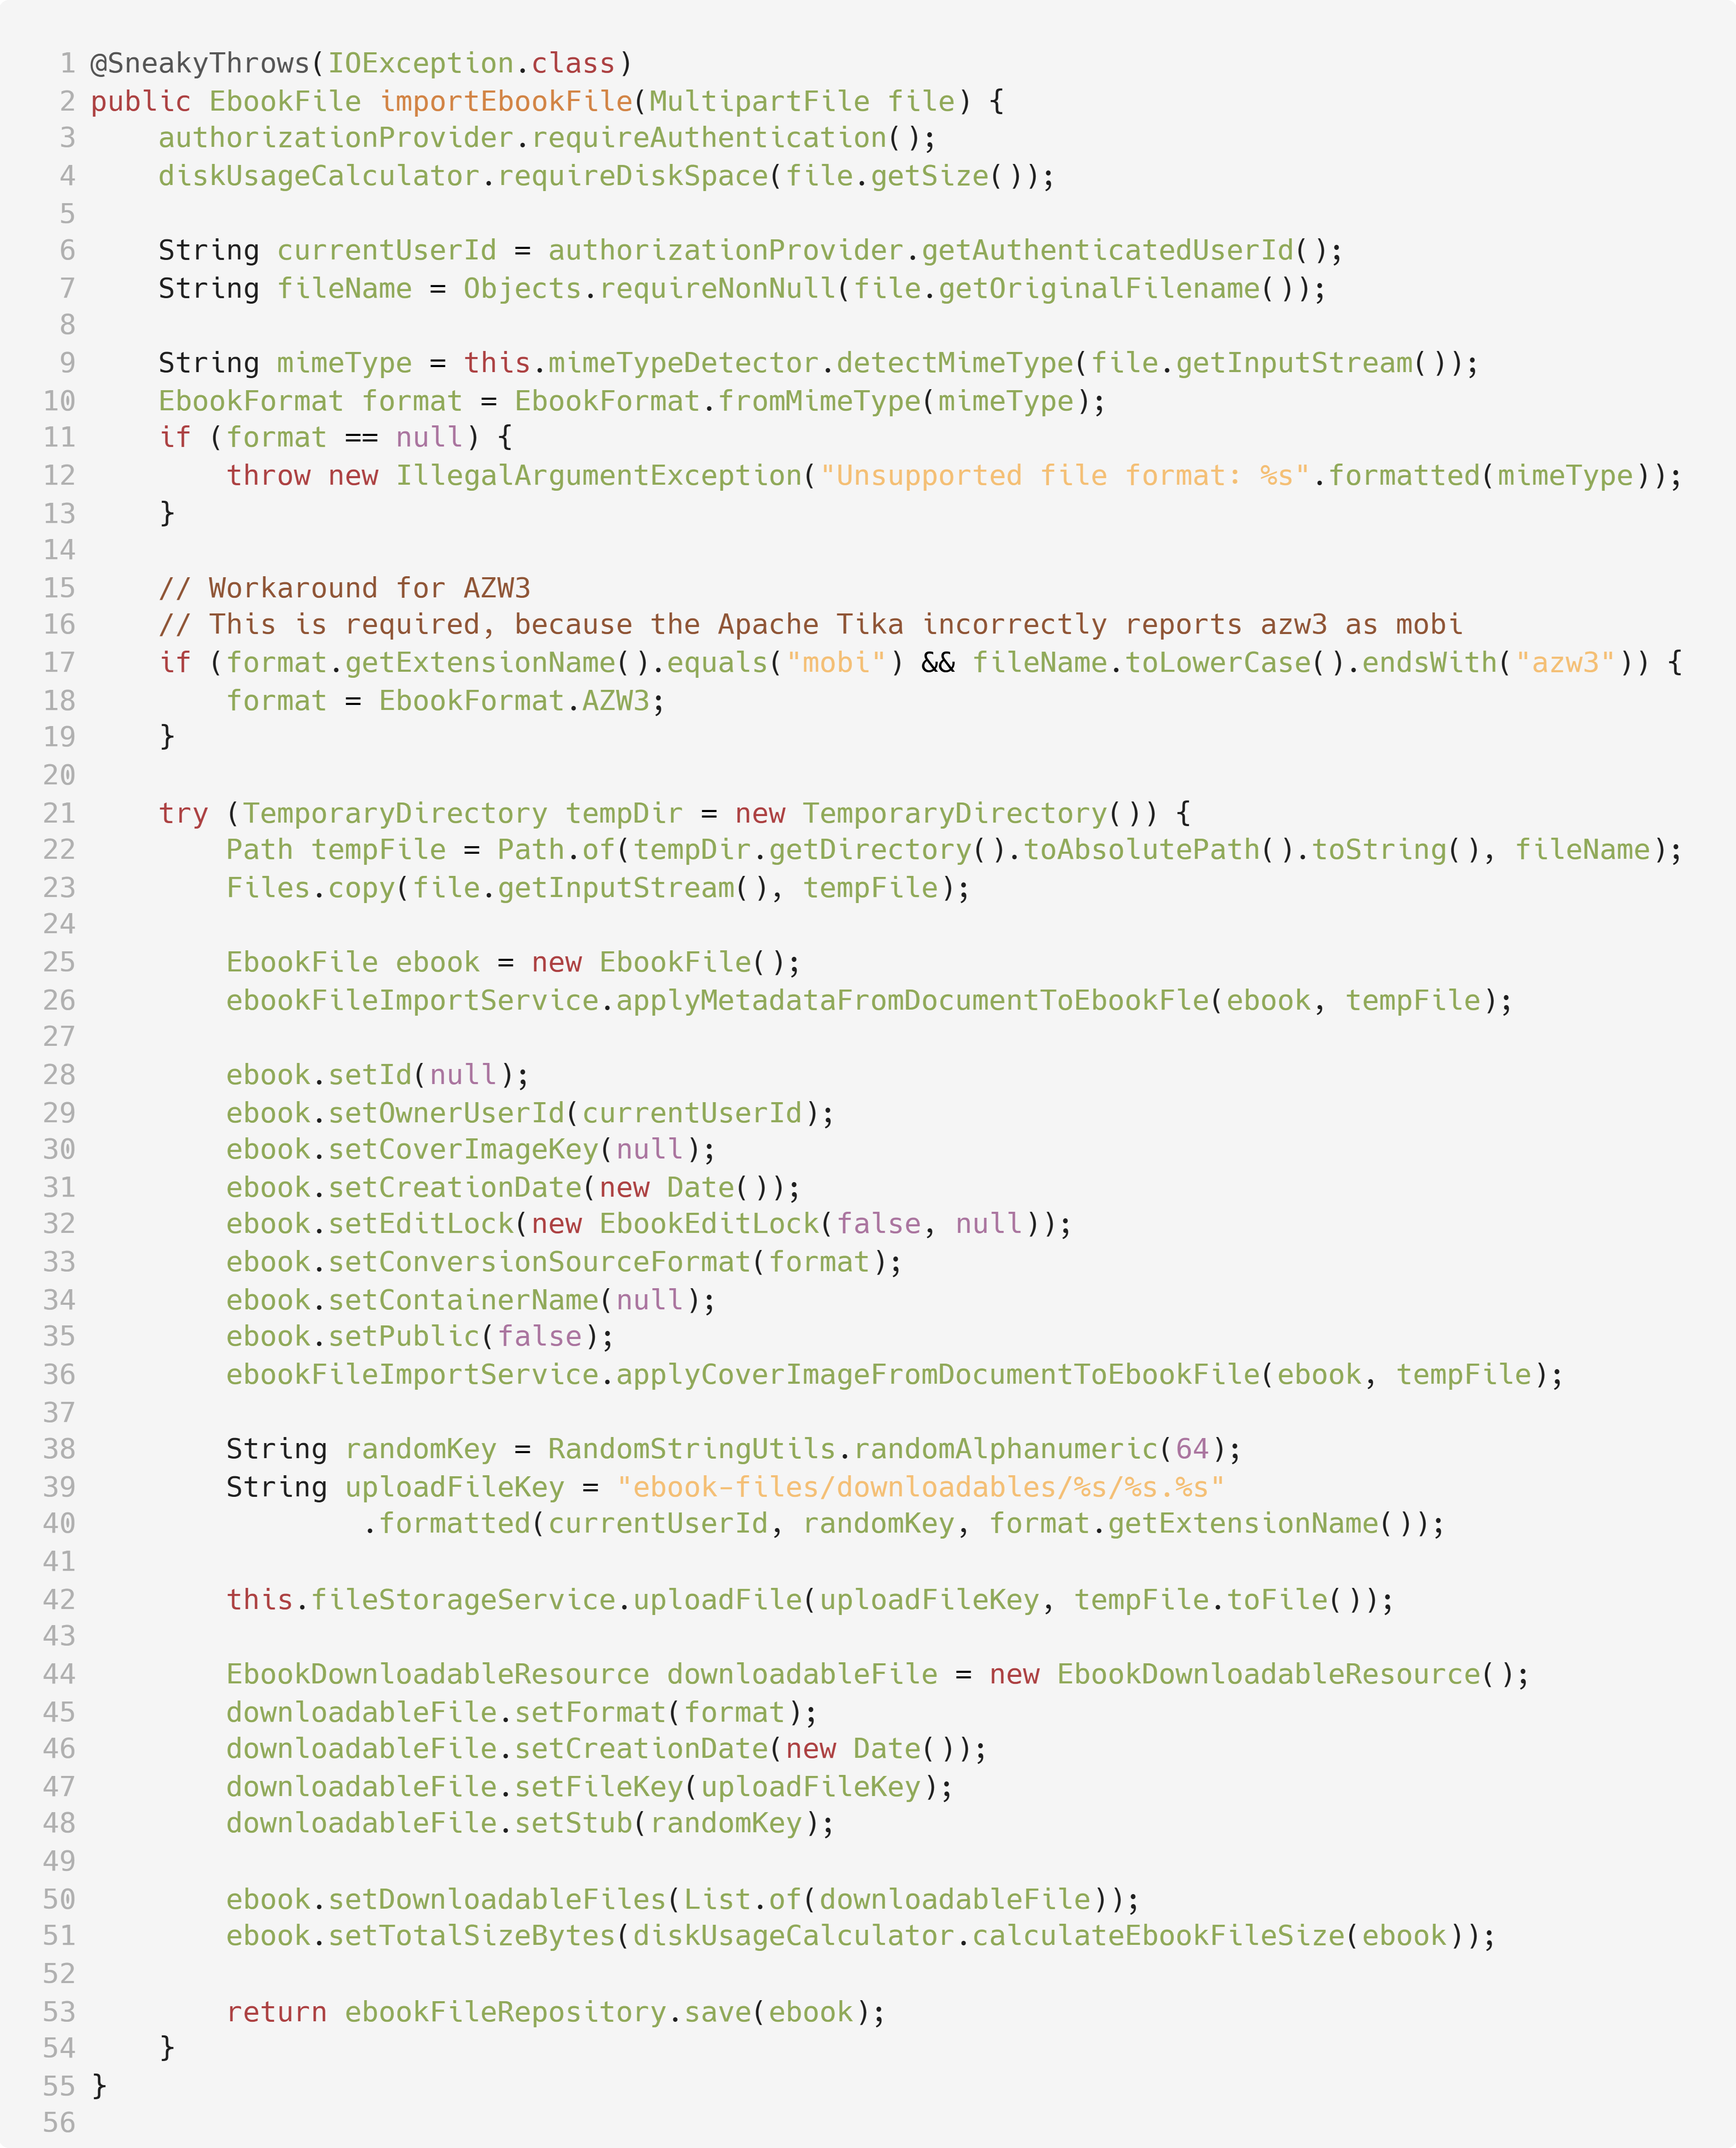 1 @SneakyThrows(IOException.class)
2 public EbookFile importEbookFile(MultipartFile file) {
3     authorizationProvider.requireAuthentication();
4     diskUsageCalculator.requireDiskSpace(file.getSize());
5
6     String currentUserId = authorizationProvider.getAuthenticatedUserId();
7     String fileName = Objects.requireNonNull(file.getOriginalFilename());
8
9     String mimeType = this.mimeTypeDetector.detectMimeType(file.getInputStream());
10     EbookFormat format = EbookFormat.fromMimeType(mimeType);
11     if (format == null) {
12         throw new IllegalArgumentException("Unsupported file format: %s".formatted(mimeType));
13     }
14
15     // Workaround for AZW3
16     // This is required, because the Apache Tika incorrectly reports azw3 as mobi
17     if (format.getExtensionName().equals("mobi") && fileName.toLowerCase().endsWith("azw3")) {
18         format = EbookFormat.AZW3;
19     }
20
21     try (TemporaryDirectory tempDir = new TemporaryDirectory()) {
22         Path tempFile = Path.of(tempDir.getDirectory().toAbsolutePath().toString(), fileName);
23         Files.copy(file.getInputStream(), tempFile);
24
25         EbookFile ebook = new EbookFile();
26         ebookFileImportService.applyMetadataFromDocumentToEbookFle(ebook, tempFile);
27
28         ebook.setId(null);
29         ebook.setOwnerUserId(currentUserId);
30         ebook.setCoverImageKey(null);
31         ebook.setCreationDate(new Date());
32         ebook.setEditLock(new EbookEditLock(false, null));
33         ebook.setConversionSourceFormat(format);
34         ebook.setContainerName(null);
35         ebook.setPublic(false);
36         ebookFileImportService.applyCoverImageFromDocumentToEbookFile(ebook, tempFile);
37
38         String randomKey = RandomStringUtils.randomAlphanumeric(64);
39         String uploadFileKey = "ebook-files/downloadables/%s/%s.%s"
40                 .formatted(currentUserId, randomKey, format.getExtensionName());
41
42         this.fileStorageService.uploadFile(uploadFileKey, tempFile.toFile());
43
44         EbookDownloadableResource downloadableFile = new EbookDownloadableResource();
45         downloadableFile.setFormat(format);
46         downloadableFile.setCreationDate(new Date());
47         downloadableFile.setFileKey(uploadFileKey);
48         downloadableFile.setStub(randomKey);
49
50         ebook.setDownloadableFiles(List.of(downloadableFile));
51         ebook.setTotalSizeBytes(diskUsageCalculator.calculateEbookFileSize(ebook));
52
53         return ebookFileRepository.save(ebook);
54     }
55 }
56